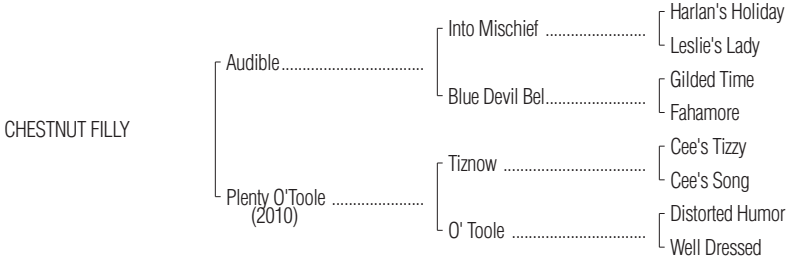 Harlan's Holiday
Into Mischief ........................
Leslie's Lady
Audible..................................
Gilded Time
Blue Devil Bel........................
Fahamore
CHESTNUT FILLY
Cee's Tizzy
Tiznow ..................................
Cee's Song
Plenty O'Toole ......................
(2010)
Distorted Humor
O' Toole ................................
Well Dressed